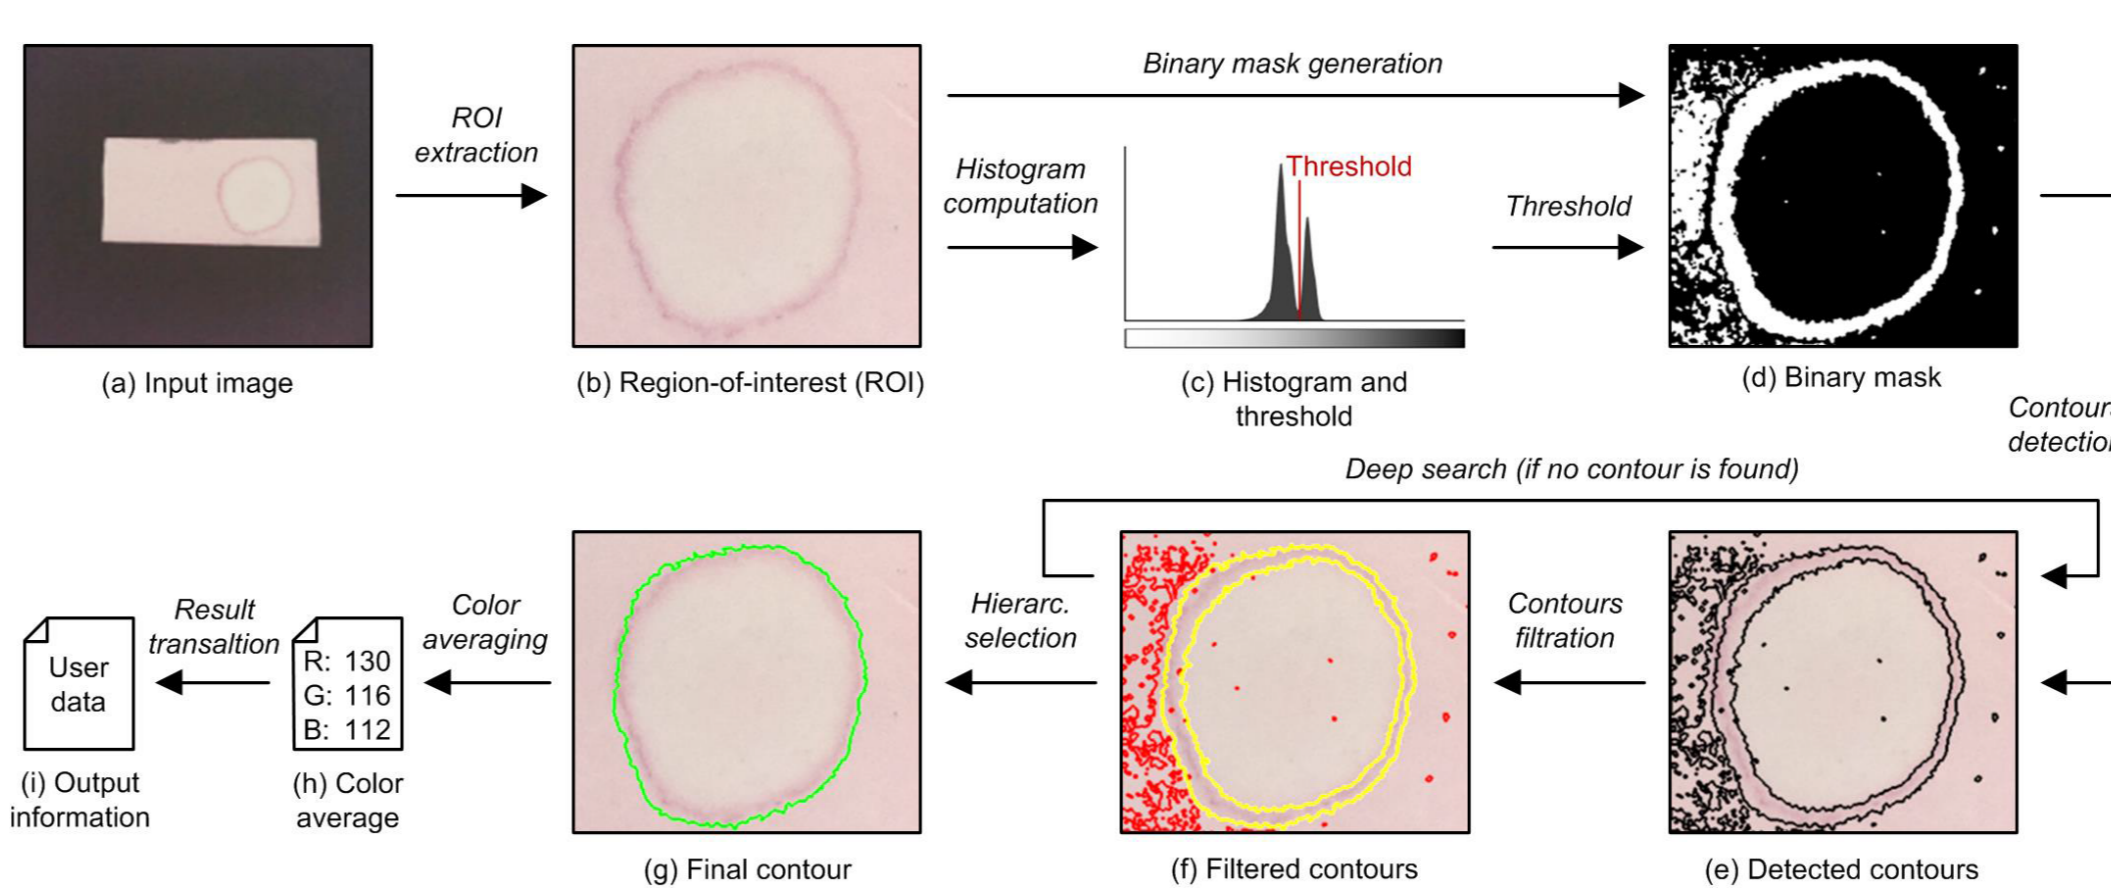 ROI
extraction
Binary mask generation
Histogram
computation
Threshold
Threshold
(a) Input image
(b) Region-of-interest (ROI)
(c) Histogram and
threshold
(d) Binary mask
Contour
detection
Deep search (if no contour is found)
Result
transaltion
Color
averaging
Hierarc.
selection
Contours
filtration
User
data
R: 130
G: 116
B: 112
(i) Output
information
(h) Color
average
(g) Final contour
(f) Filtered contours
(e) Detected contours